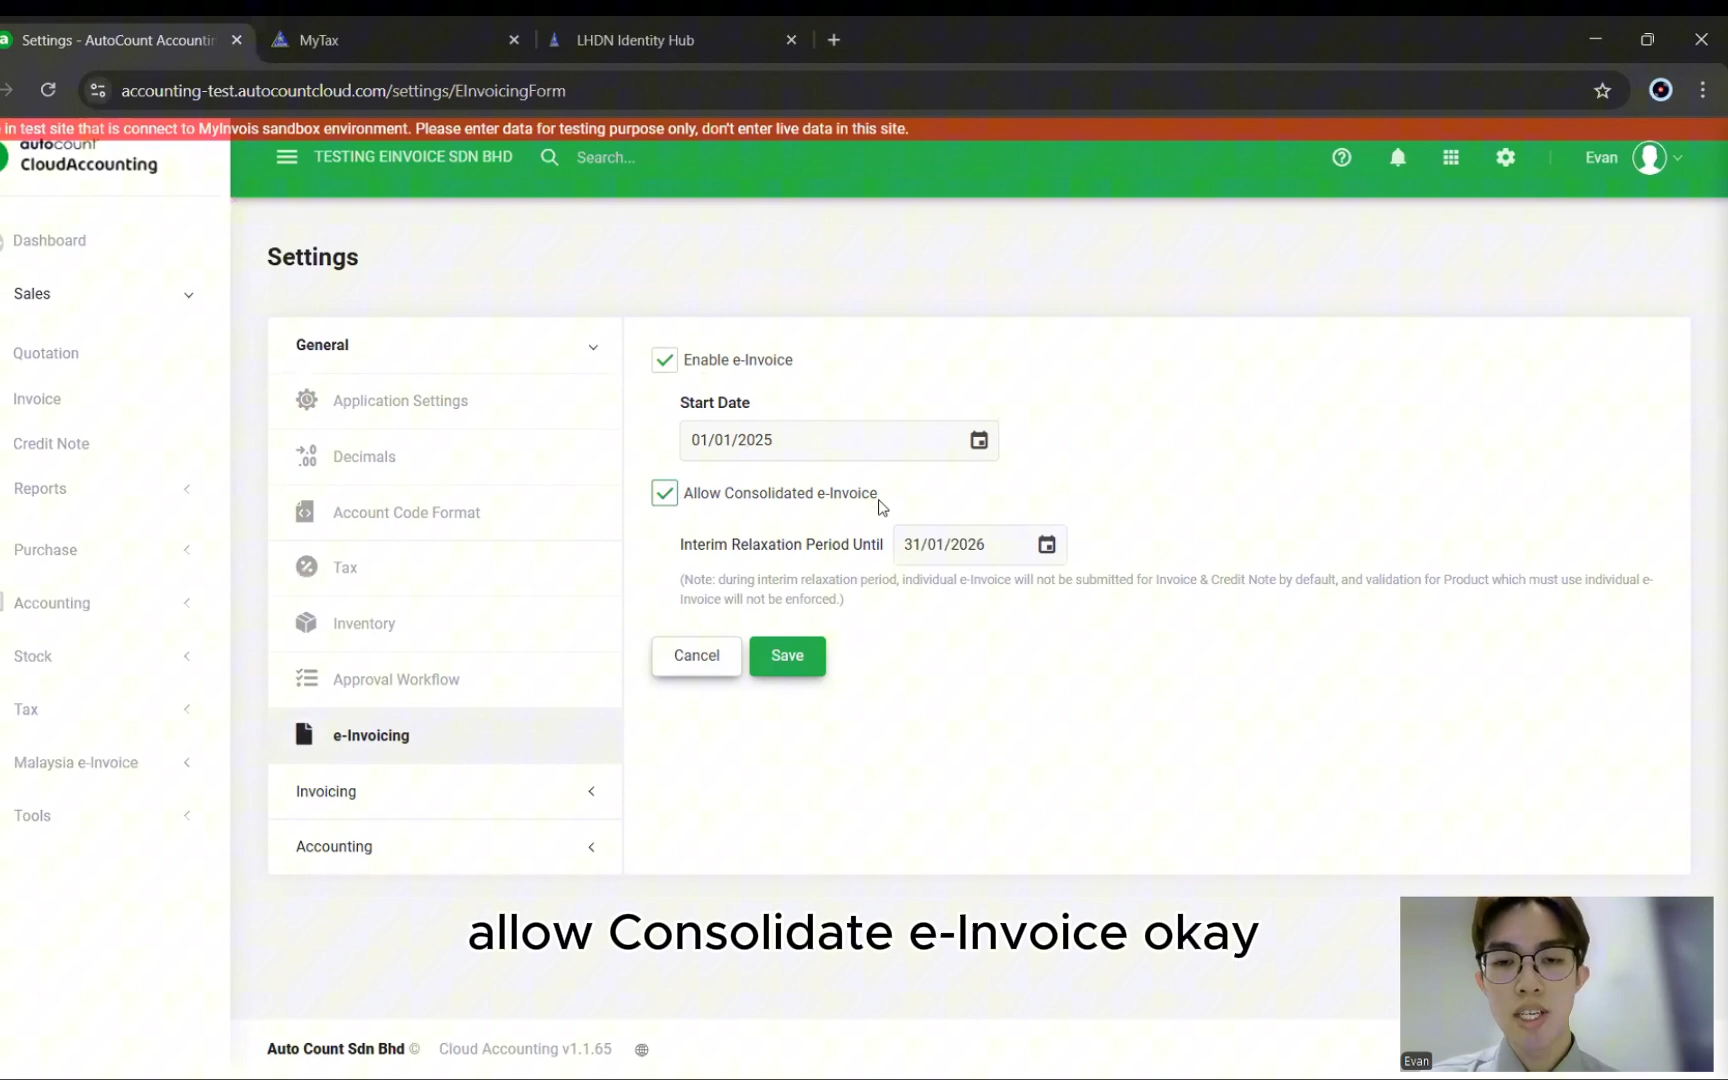 Settings - AutoCount Accountin
MyTax
LHDN Identity Hub
accounting-test.autocountcloud.com/settings/EInvoicingForm
in test site that is connect to MyInvois sandbox environment. Please enter data for testing purpose only, don't enter live data in this site.
autocount
CloudAccounting
TESTING EINVOICE SDN BHD
Search...
Evan
Dashboard
Sales
Quotation
Invoice
Credit Note
Reports
Purchase
Accounting
Stock
Tax
Malaysia e-Invoice
Tools
Settings
General
Application Settings
Decimals
Account Code Format
Tax
Inventory
Approval Workflow
e-Invoicing
Invoicing
Accounting
Enable e-Invoice
Start Date
01/01/2025
Allow Consolidated e-Invoice
Interim Relaxation Period Until 31/01/2026
(Note: during interim relaxation period, individual e-Invoice will not be submitted for Invoice & Credit Note by default, and validation for Product which must use individual e-
Invoice will not be enforced.)
Cancel
Save
allow Consolidate e-Invoice okay
Auto Count Sdn Bhd © Cloud Accounting v1.1.65
Evan